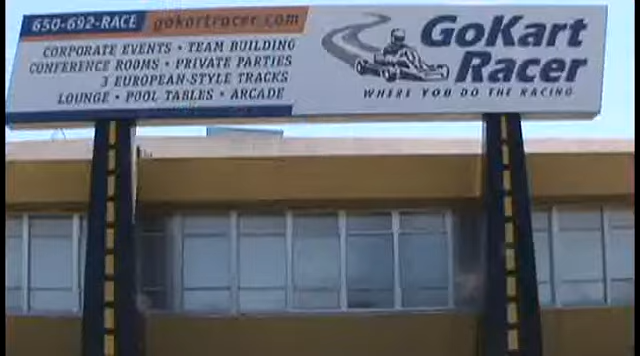 650-692-RACE gokartracer.com
CORPORATE EVENTS • TEAM BUILDING
CONFERENCE ROOMS • PRIVATE PARTIES
3 EUROPEAN-STYLE TRACKS
LOUNGE • POOL TABLES • ARCADE
GoKart
Racer
WHERE YOU DO THE RACING